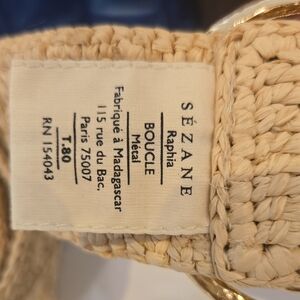 SÉZANE
Raphia
BOUCLE
Métal
Fabriqué à Madagascar
115 rue du Bac,
Paris 75007
T.80
RN 154043